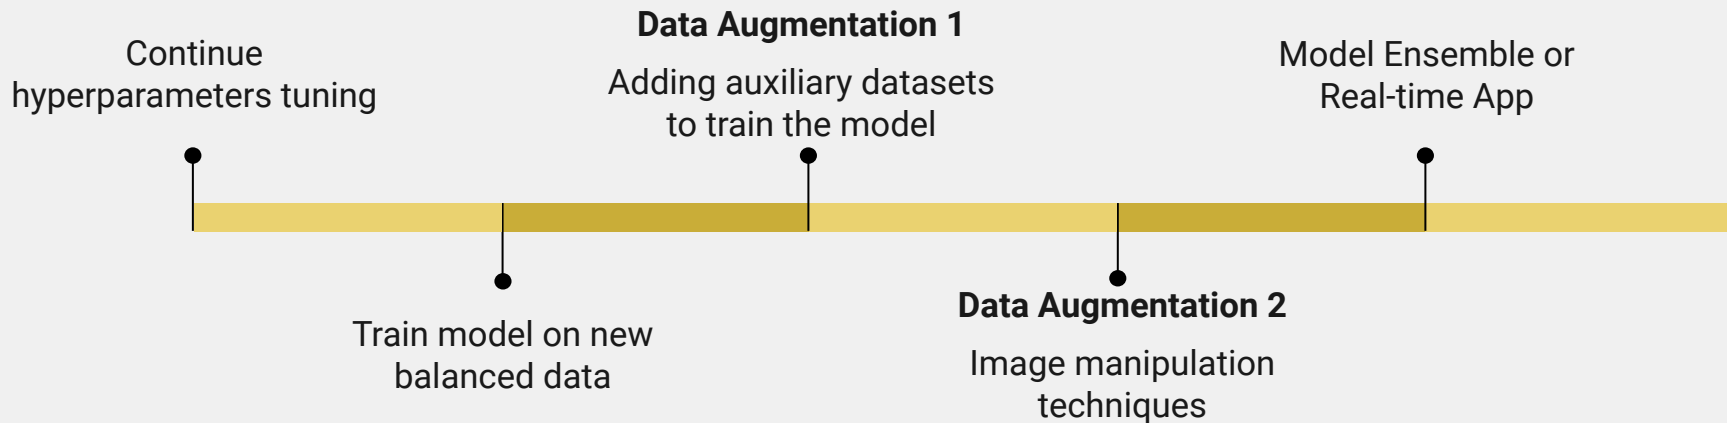 Continue
hyperparameters tuning
Train model on new
balanced data
Data Augmentation 1
Adding auxiliary datasets
to train the model
Data Augmentation 2
Image manipulation
techniques
Model Ensemble or
Real-time App